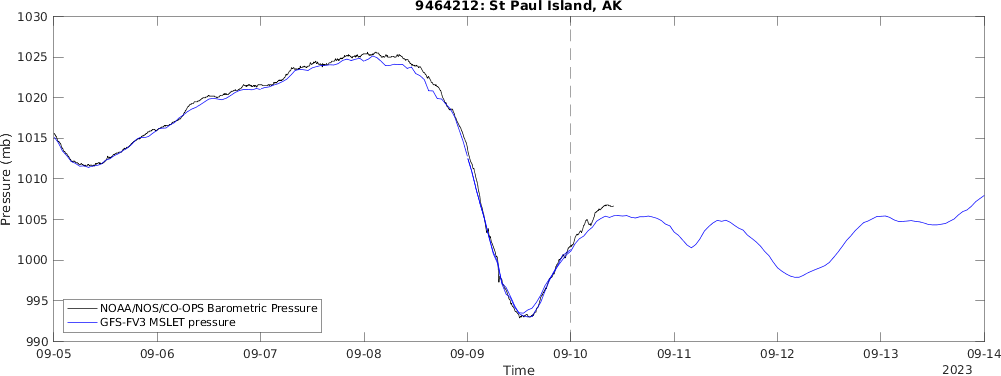 9464212: St Paul Island, AK
Pressure (mb)
1030
1025
1020
1015
1010
1005
1000
995
990
NOAA/NOS/CO-OPS Barometric Pressure
GFS-FV3 MSLET pressure
09-05 09-06 09-07 09-08 09-09 09-10 09-11 09-12 09-13 09-14
Time
2023